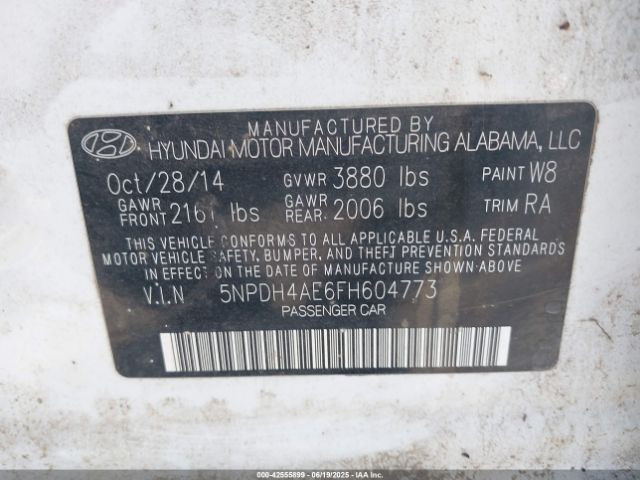 MANUFACTURED BY
HYUNDAI MOTOR MANUFACTURING ALABAMA, LLC
Oct/28/14 GVWR 3880 lbs PAINT W8
GAWR FRONT 2161 lbs GAWR REAR. 2006 lbs TRIM RA
THIS VEHICLE CONFORMS TO ALL APPLICABLE U.S.A. FEDERAL
MOTOR VEHICLE SAFETY, BUMPER, AND THEFT PREVENTION STANDARDS
IN EFFECT ON THE DATE OF MANUFACTURE SHOWN ABOVE.
V.I.N 5NPDH4AE6FH604773
PASSENGER CAR
000-42555899 - 06/19/2025 - IAAI.COM